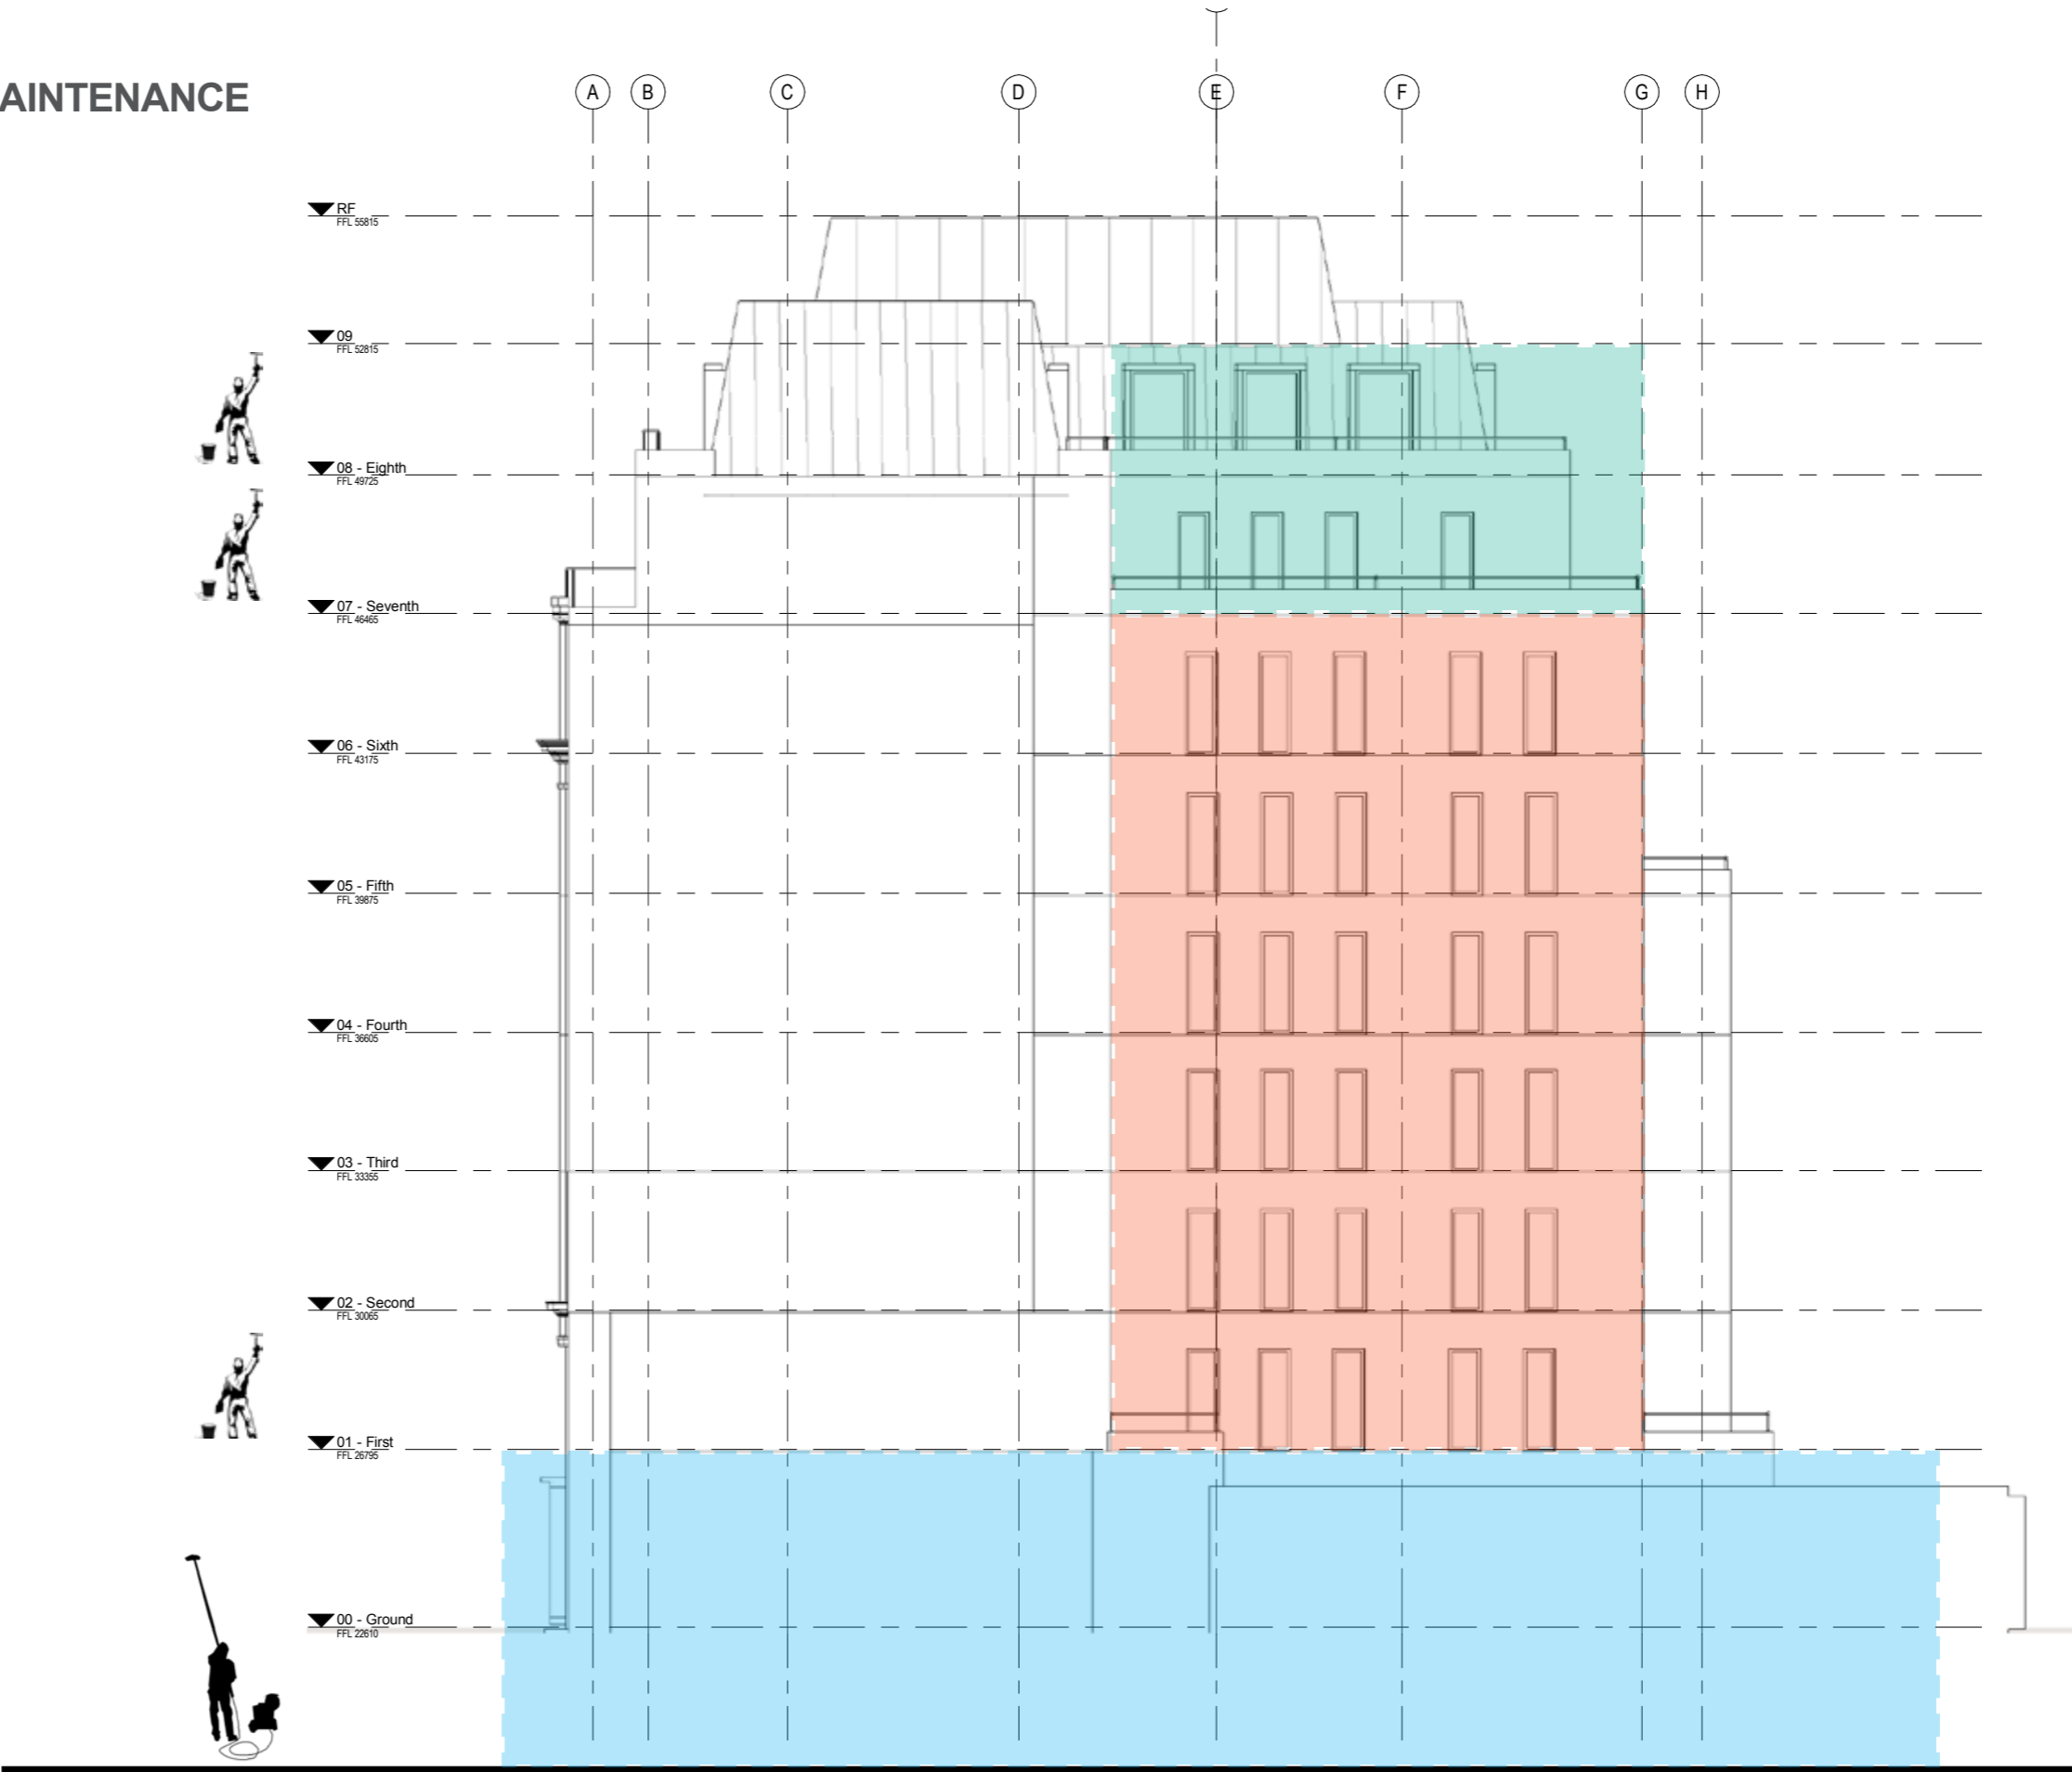 AINTENANCE
A B C D E F G H
RF
FFL 55815
09
FFL 52815
08 - Eighth
FFL 49725
07 - Seventh
FFL 46465
06 - Sixth
FFL 43175
05 - Fifth
FFL 39875
04 - Fourth
FFL 36605
03 - Third
FFL 33355
02 - Second
FFL 30065
01 - First
FFL 26795
00 - Ground
FFL 22610